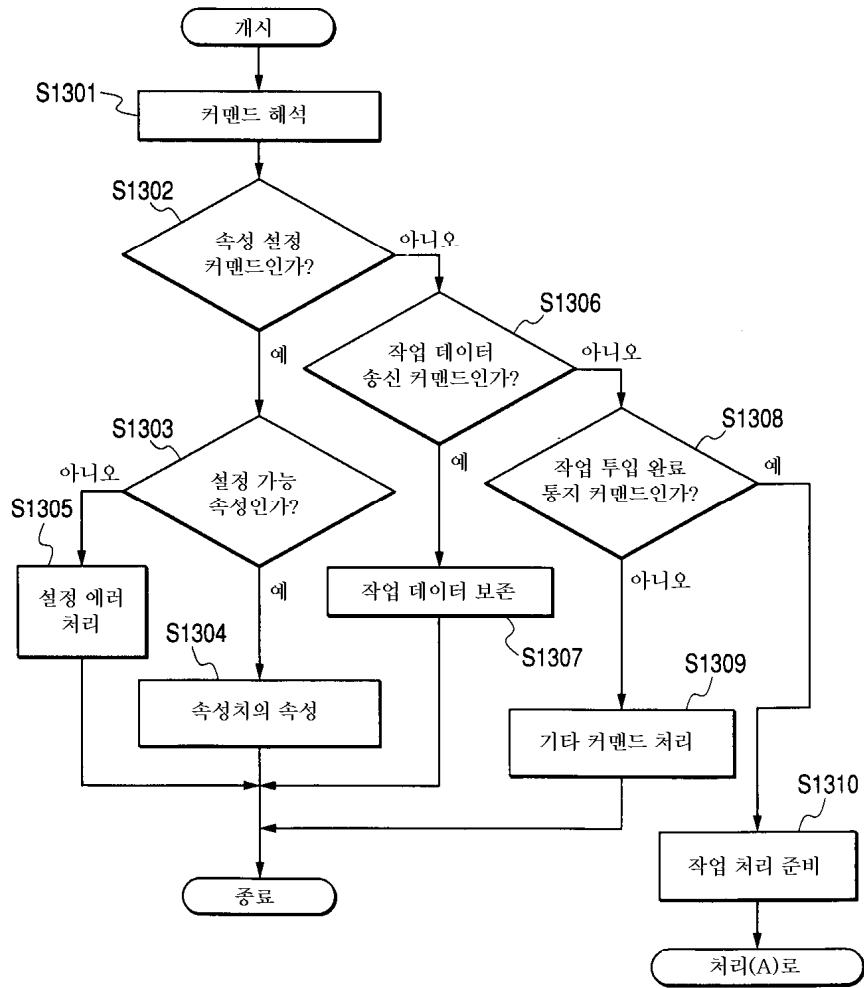 개시
S1301
커맨드 해석
S1302
속성 설정
커맨드인가?
아니오
예
S1306
작업 데이터
송신 커맨드인가?
아니오
예
S1303
설정 가능
속성인가?
아니오
예
S1308
작업 투입 완료
통지 커맨드인가?
예
아니오
S1305
설정 에러
처리
작업 데이터 보존
S1307
S1304
속성치의 속성
S1309
기타 커맨드 처리
S1310
작업 처리 준비
종료
처리(A)로